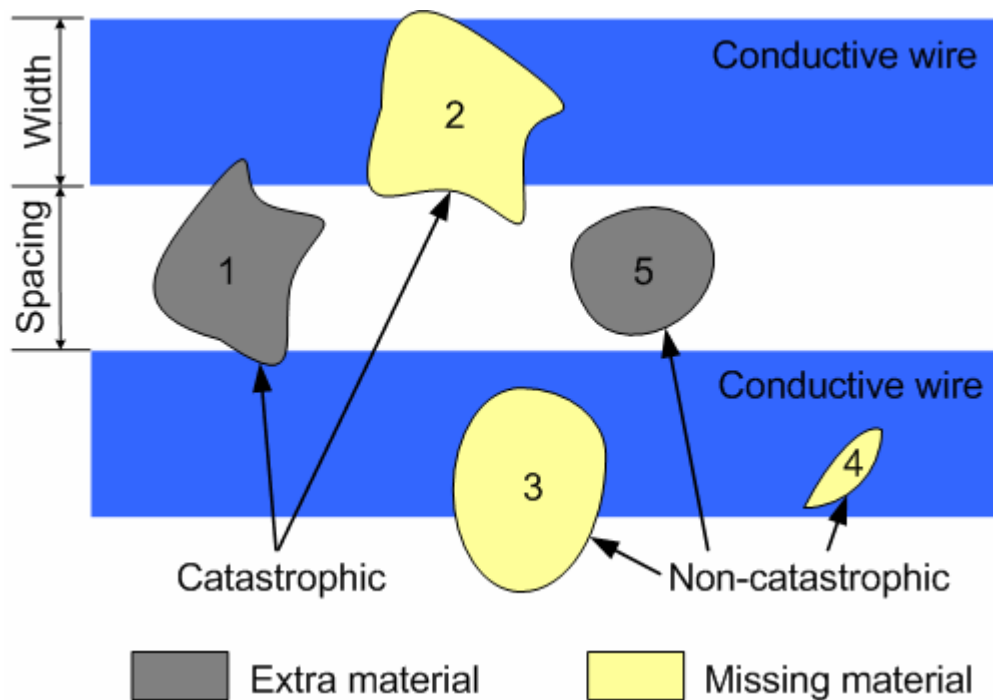 Width
Conductive wire
2
Spacing
1
5
Conductive wire
3
4
Catastrophic
Non-catastrophic
Extra material
Missing material